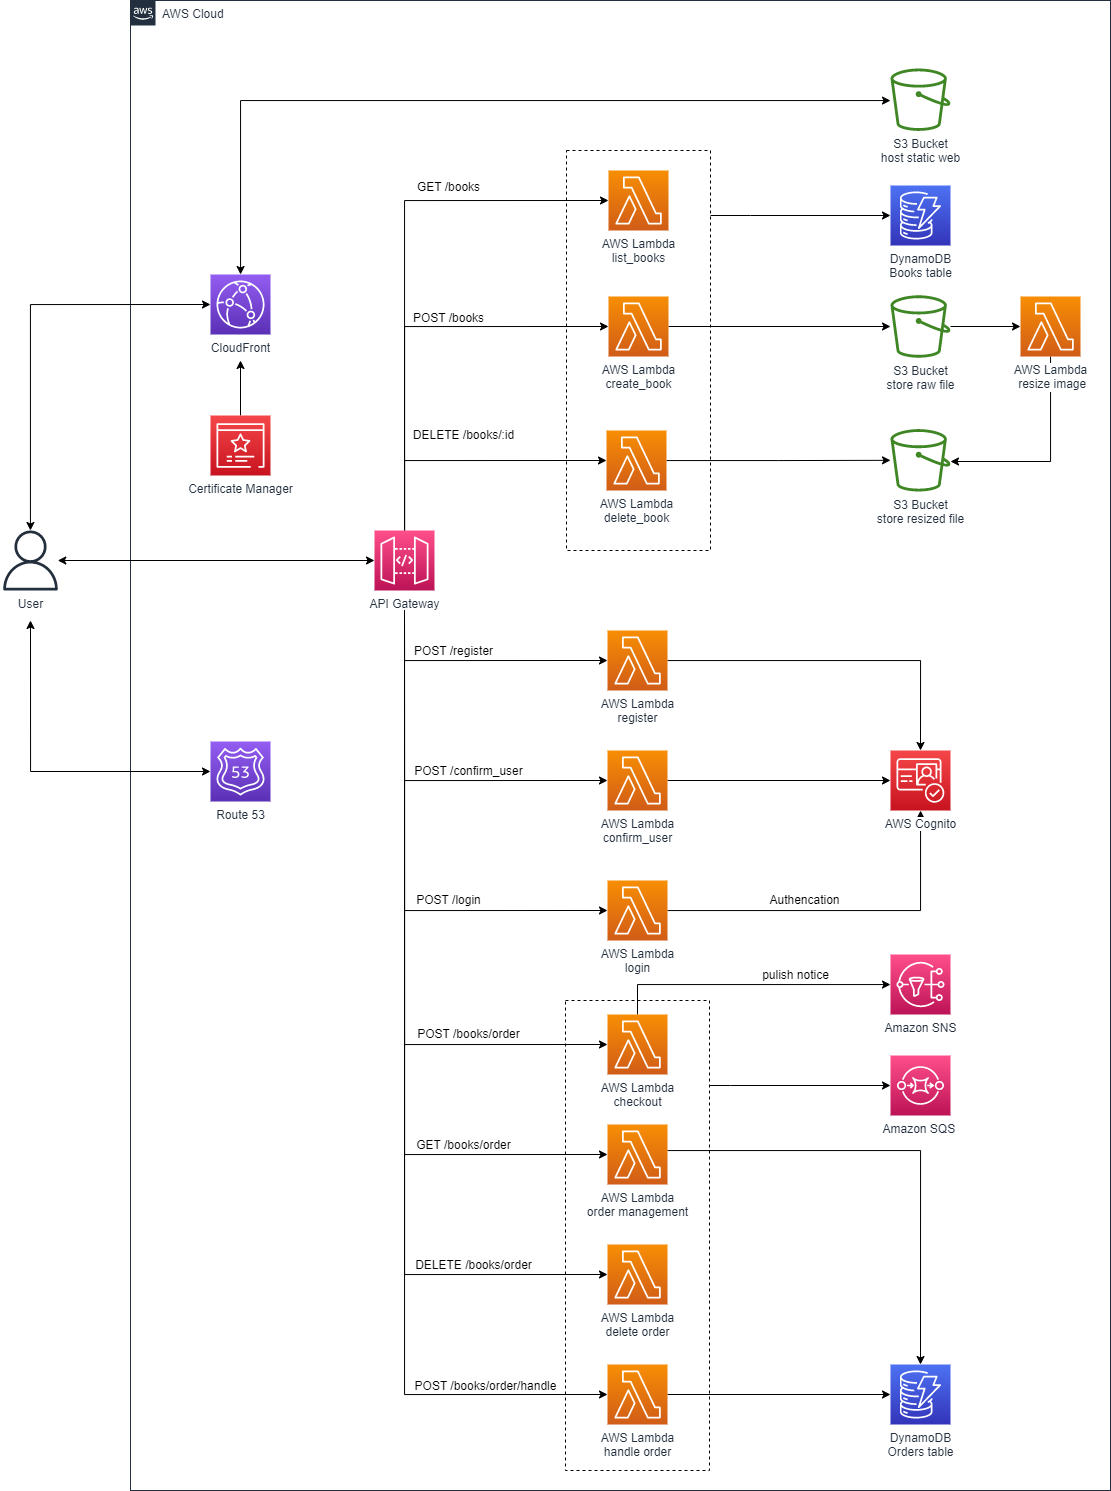 aws
AWS Cloud
S3 Bucket
host static web
GET /books
AWS Lambda
list_books
DynamoDB
Books table
CloudFront
POST /books
AWS Lambda
create_book
S3 Bucket
store raw file
AWS Lambda
resize image
Certificate Manager
DELETE /books/:id
AWS Lambda
delete_book
S3 Bucket
store resized file
User
</>
API Gateway
POST /register
AWS Lambda
register
53
Route 53
POST /confirm_user
AWS Lambda
confirm_user
AWS Cognito
POST /login
Authencation
AWS Lambda
login
pulish notice
Amazon SNS
POST /books/order
AWS Lambda
checkout
Amazon SQS
GET /books/order
AWS Lambda
order management
DELETE /books/order
AWS Lambda
delete order
POST /books/order/handle
AWS Lambda
handle order
DynamoDB
Orders table